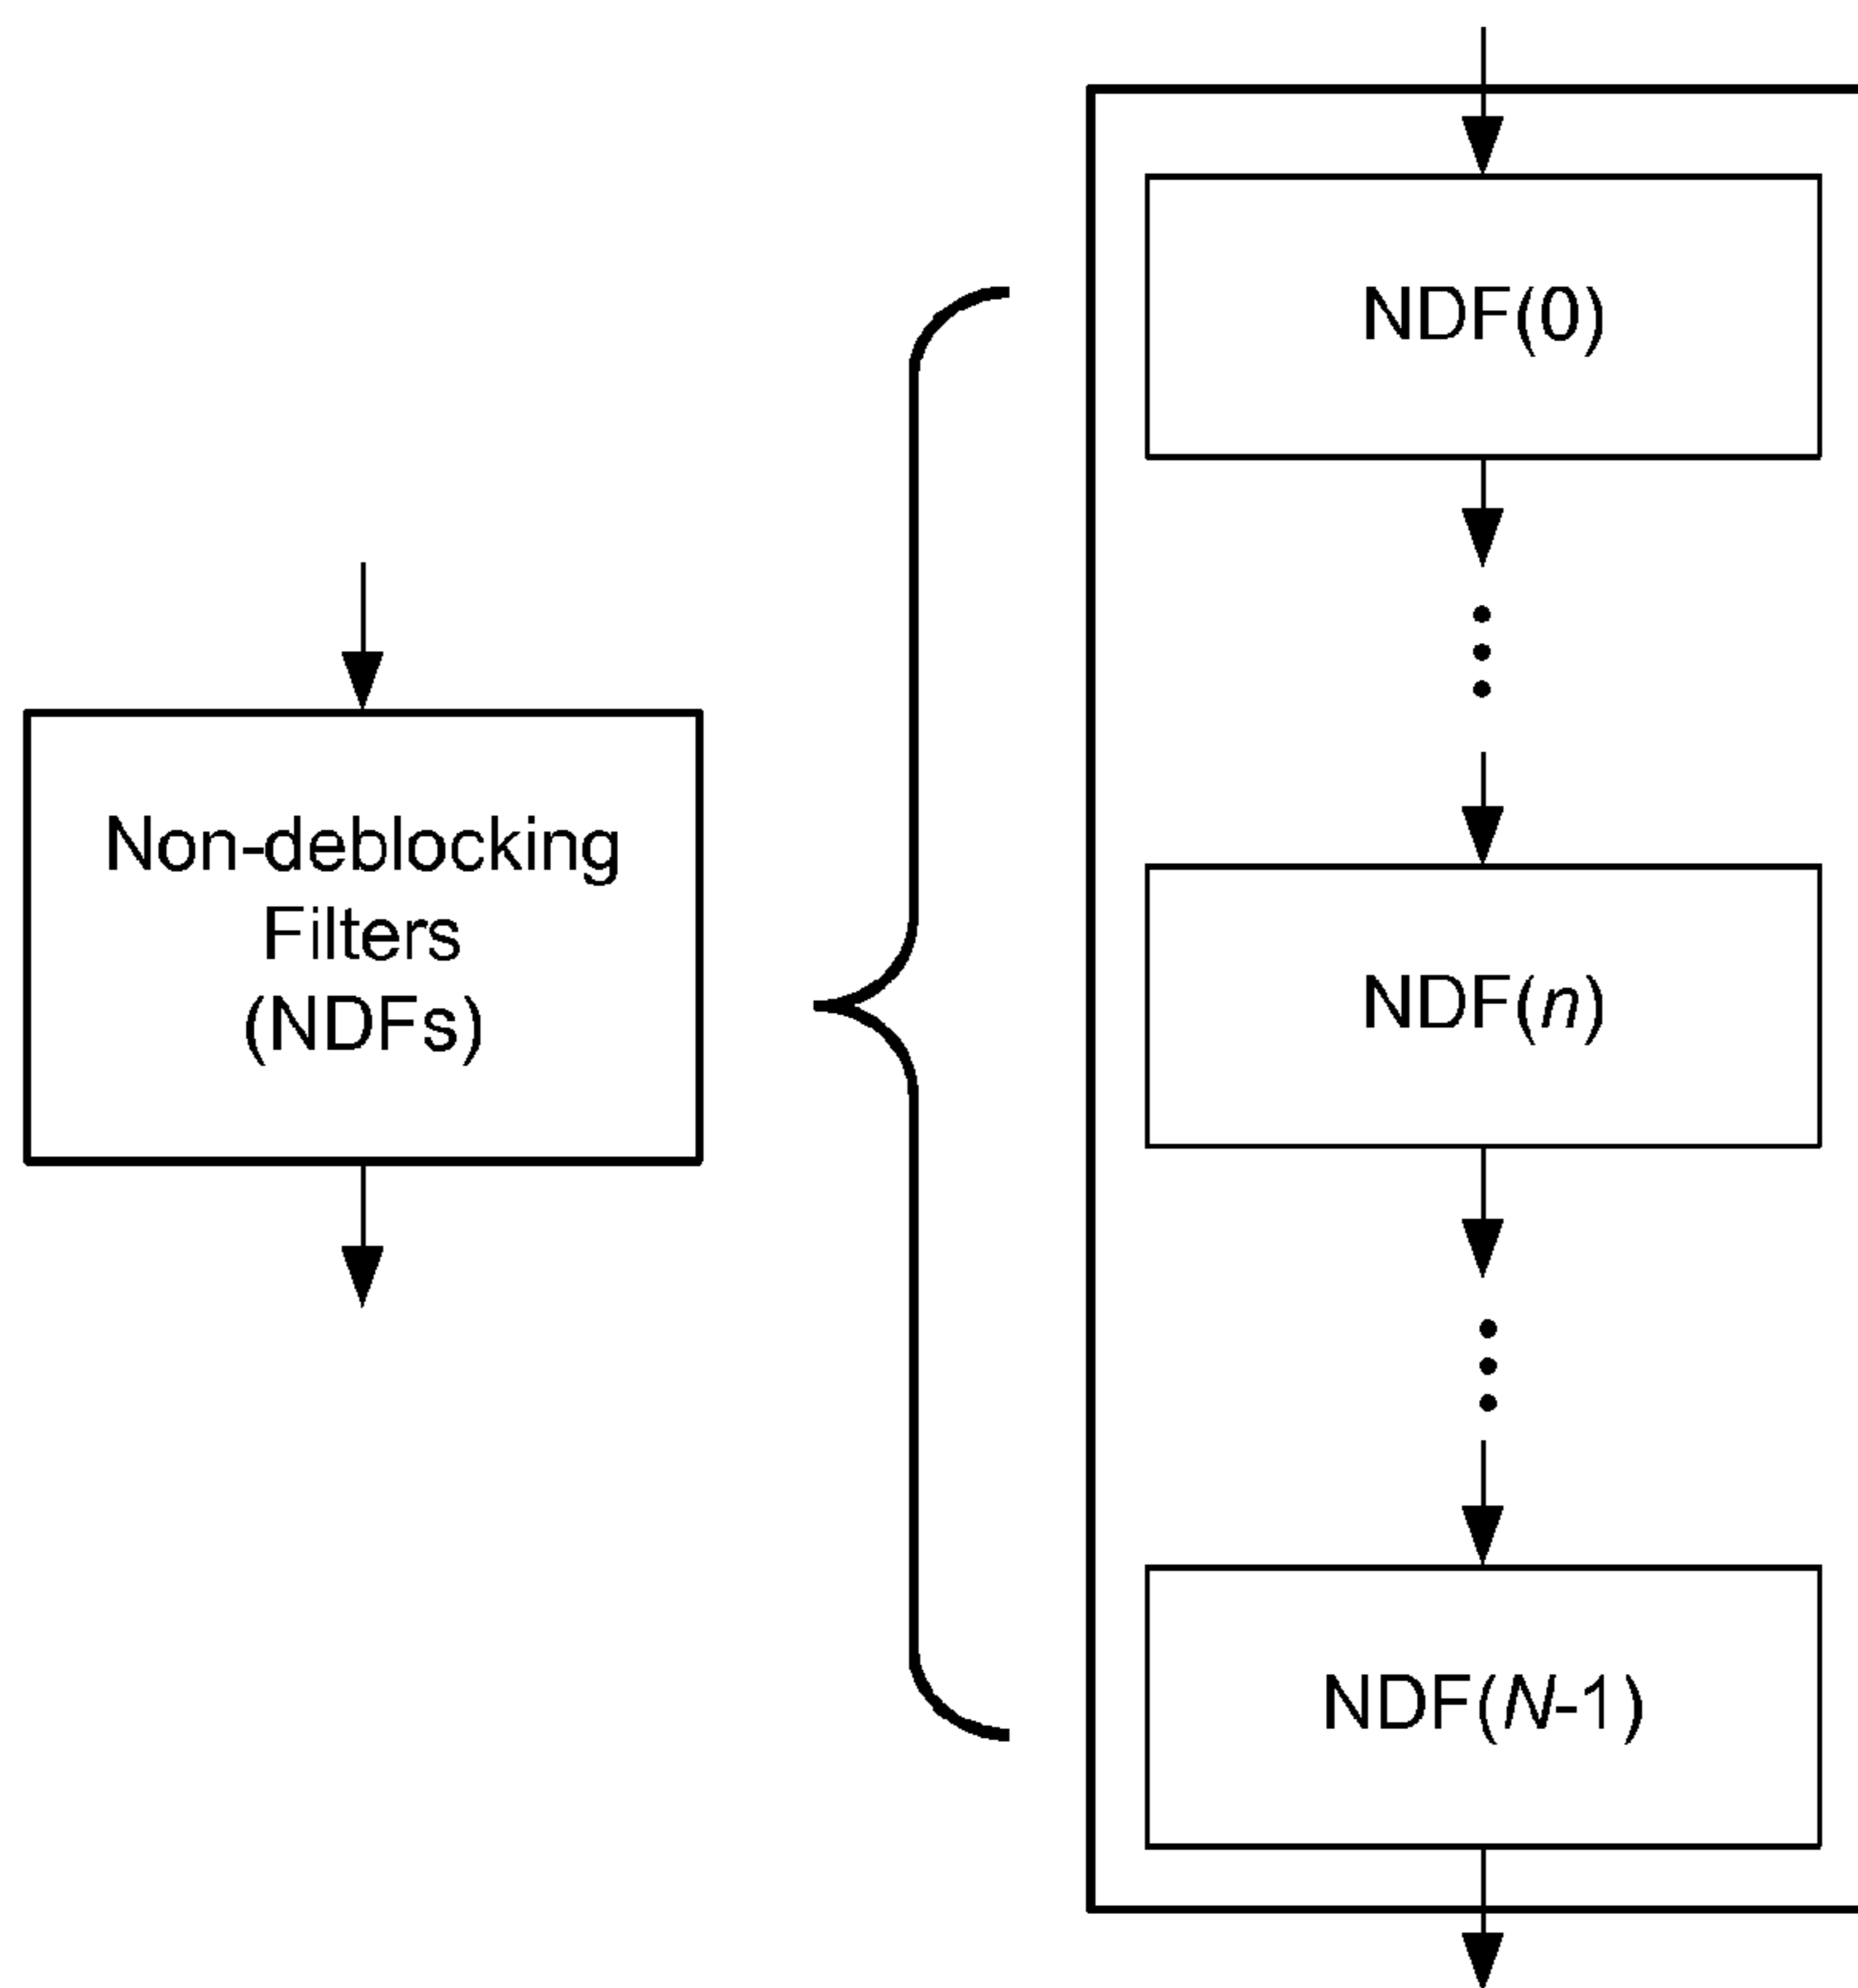 Non-deblocking
Filters
(NDFs)
NDF(0)
NDF(n)
NDF(N-1)